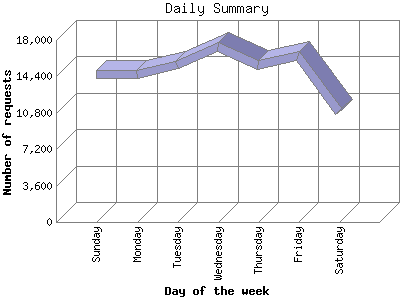 Daily Summary
Number of requests
18,000
14,400
10,800
7,200
3,600
0
Sunday
Monday
Tuesday
Wednesday
Thursday
Friday
Saturday
Day of the week